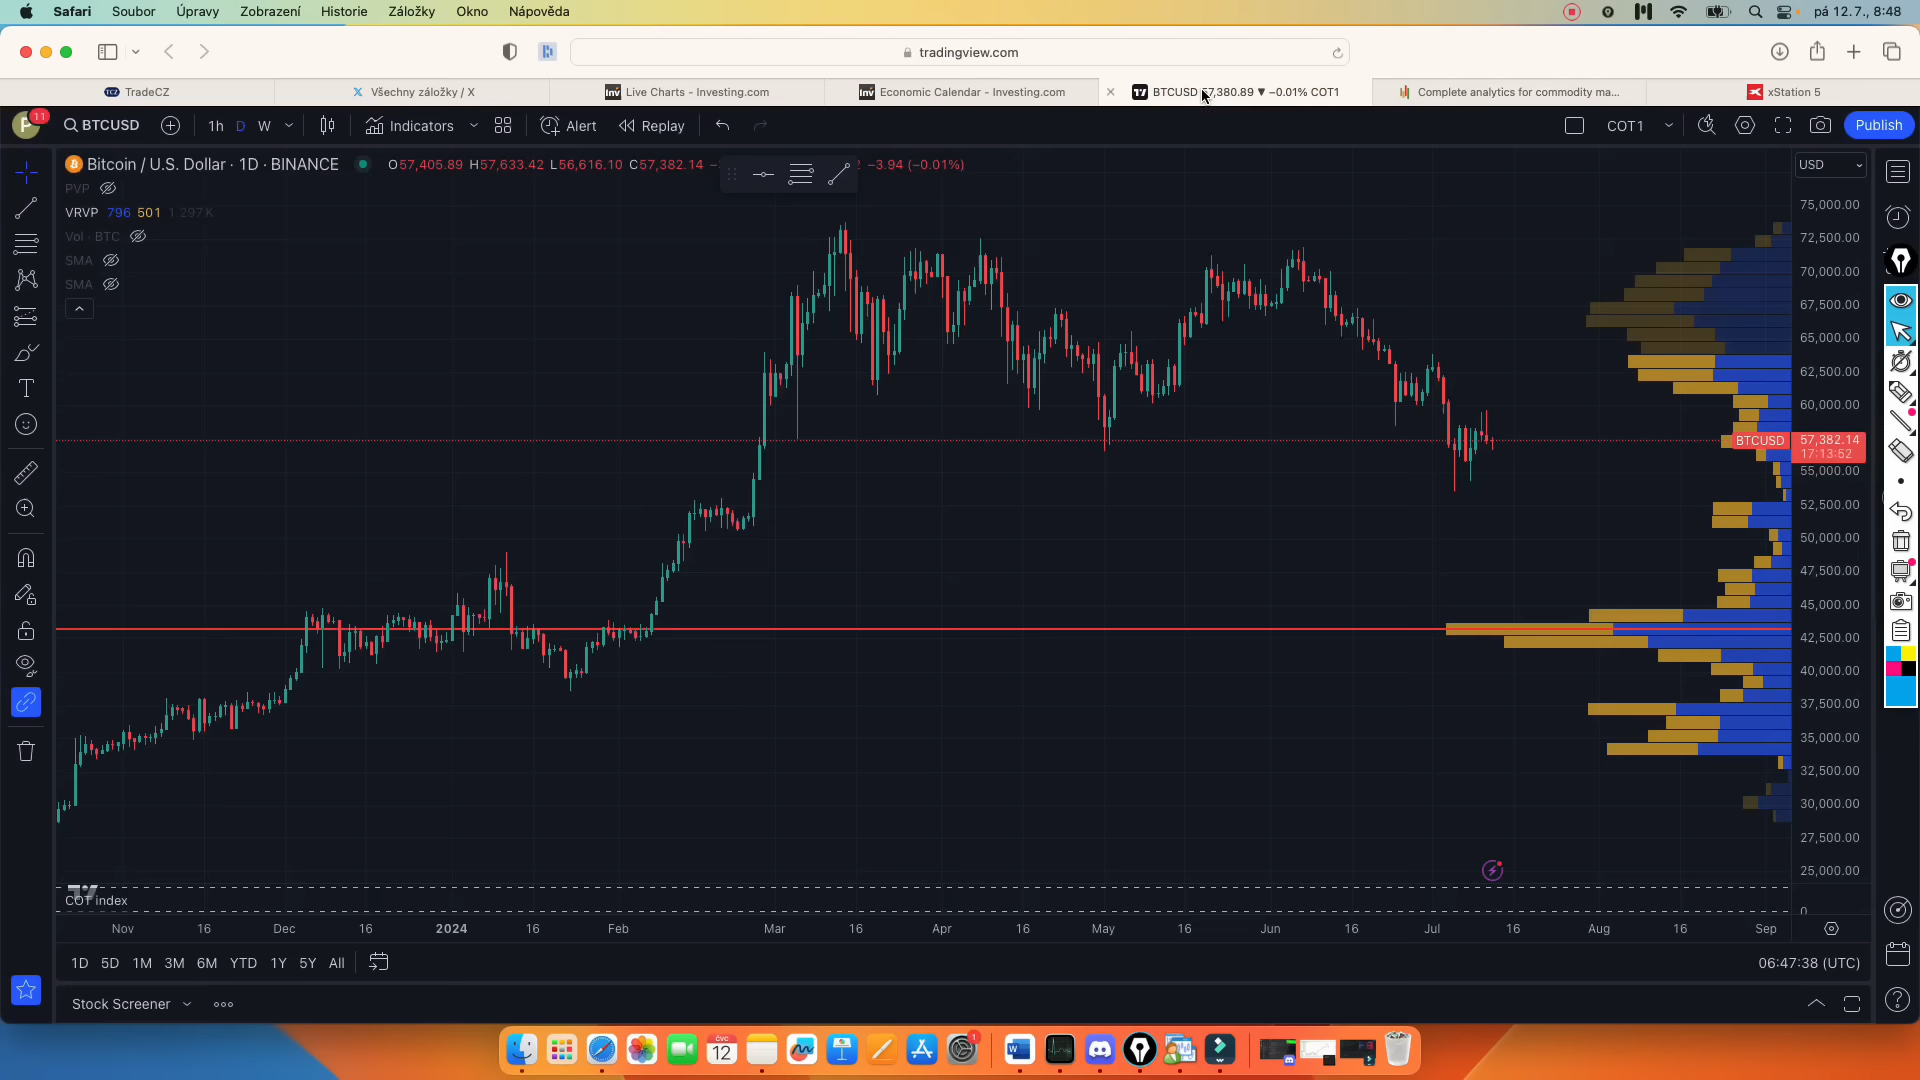 Safari Soubor Úpravy Zobrazení Historie Záložky Okno Nápověda pá 12.7., 8:48
tradingview.com
TradeCZ Všechny záložky / X Live Charts - Investing.com Economic Calendar - Investing.com BTCUSD 57,380.89 ▼ −0.01% COT1 Complete analytics for commodity ma... xStation 5
P 11 BTCUSD 1h D W Indicators Alert Replay COT1 Publish
Bitcoin / U.S. Dollar · 1D · BINANCE O57,405.89 H57,633.42 L56,616.10 C57,382.14 −3.94 (−0.01%) USD
PVP
VRVP 796 501 1.297K
Vol · BTC
SMA
SMA
75,000.00
72,500.00
70,000.00
67,500.00
65,000.00
62,500.00
60,000.00
BTCUSD 57,382.14
17:13:52
55,000.00
52,500.00
50,000.00
47,500.00
45,000.00
42,500.00
40,000.00
37,500.00
35,000.00
32,500.00
30,000.00
27,500.00
25,000.00
COT index
0
Nov 16 Dec 16 2024 16 Feb Mar 16 Apr 16 May 16 Jun 16 Jul 16 Aug 16 Sep
1D 5D 1M 3M 6M YTD 1Y 5Y All 06:47:38 (UTC)
Stock Screener
ČVC
12
1